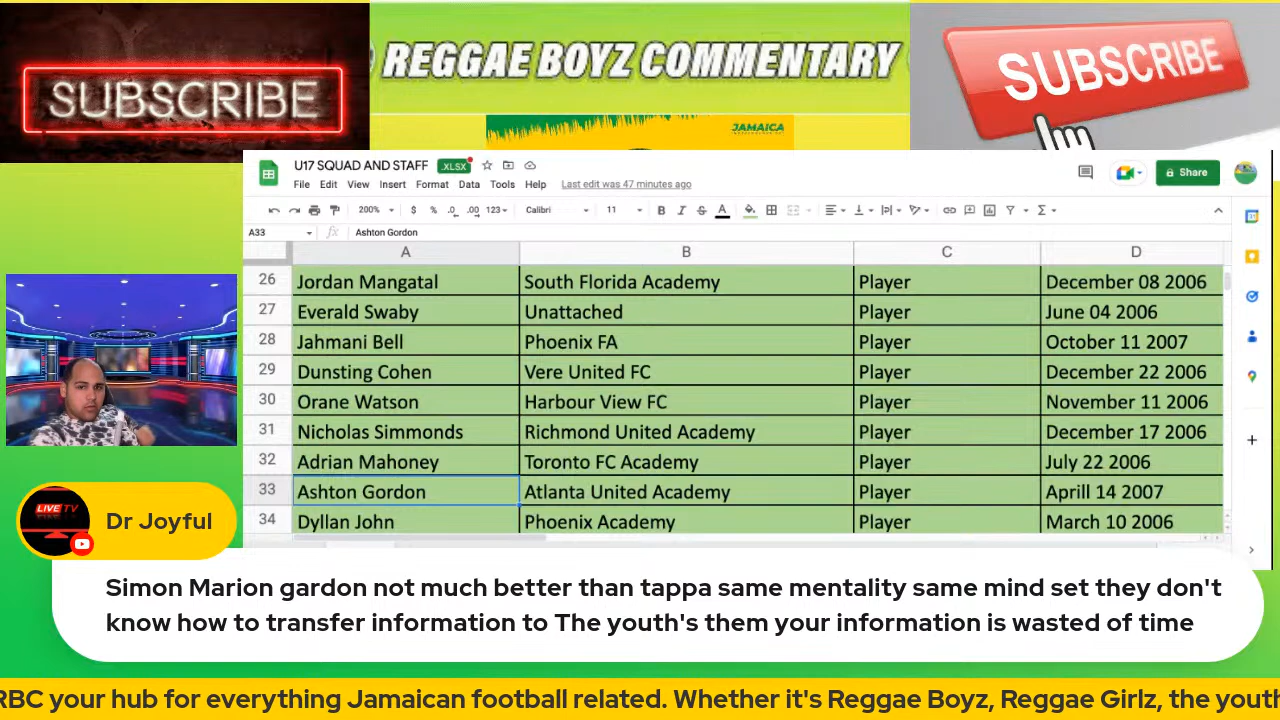 SUBSCRIBE
REGGAE BOYZ COMMENTARY
SUBSCRIBE
JAMAICA
U17 SQUAD AND STAFF .XLSX
File Edit View Insert Format Data Tools Help Last edit was 47 minutes ago
Share
200% $ % .0 .00 123 Calibri 11 B I S A
A33 fx Ashton Gordon
A B C D
26 Jordan Mangatal South Florida Academy Player December 08 2006
27 Everald Swaby Unattached Player June 04 2006
28 Jahmani Bell Phoenix FA Player October 11 2007
29 Dunsting Cohen Vere United FC Player December 22 2006
30 Orane Watson Harbour View FC Player November 11 2006
31 Nicholas Simmonds Richmond United Academy Player December 17 2006
32 Adrian Mahoney Toronto FC Academy Player July 22 2006
33 Ashton Gordon Atlanta United Academy Player Aprill 14 2007
34 Dyllan John Phoenix Academy Player March 10 2006
LIVE TV
Dr Joyful
Simon Marion gardon not much better than tappa same mentality same mind set they don't
know how to transfer information to The youth's them your information is wasted of time
RBC your hub for everything Jamaican football related. Whether it's Reggae Boyz, Reggae Girlz, the youth